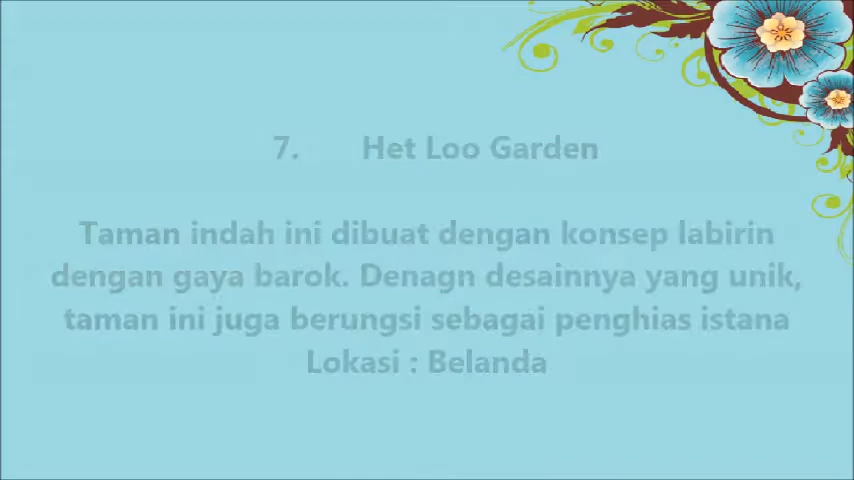 7. Het Loo Garden
Taman indah ini dibuat dengan konsep labirin
dengan gaya barok. Denagn desainnya yang unik,
taman ini juga berungsi sebagai penghias istana
Lokasi : Belanda